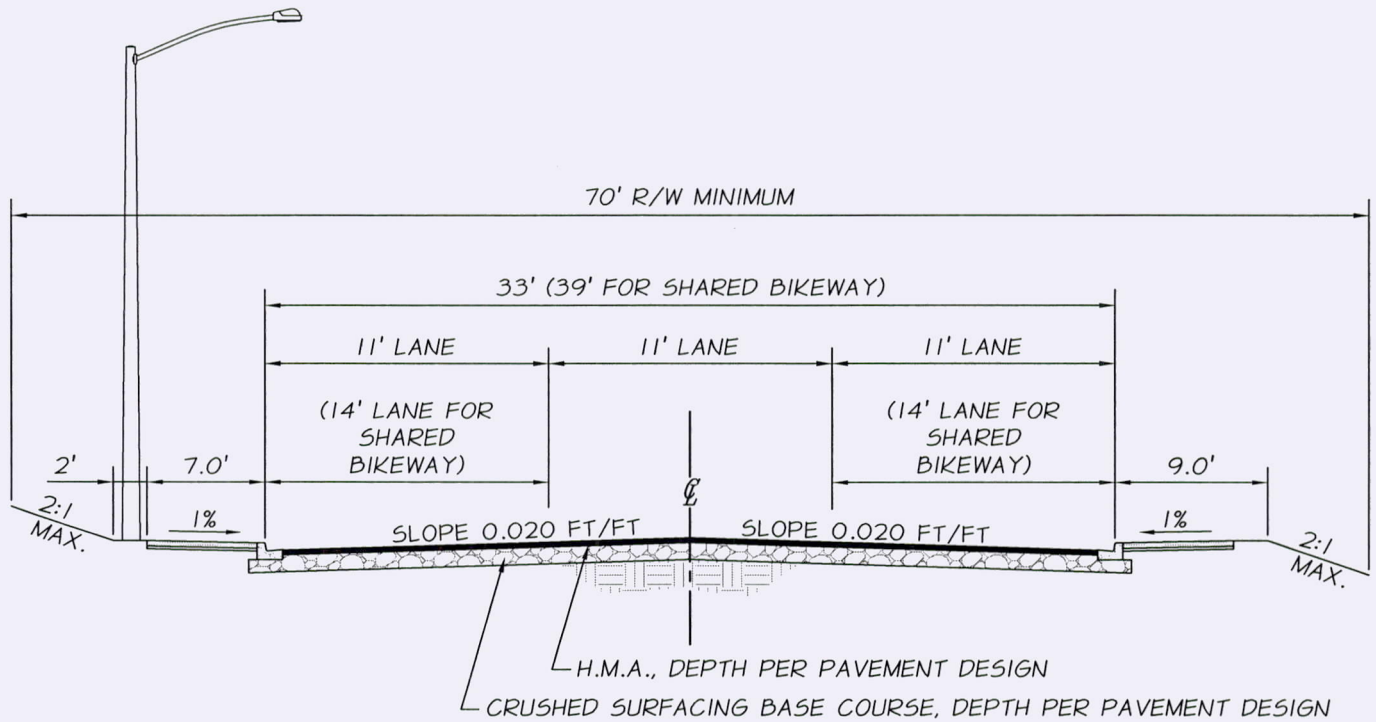 70' R/W MINIMUM
33' (39' FOR SHARED BIKEWAY)
11' LANE
11' LANE
11' LANE
(14' LANE FOR
SHARED
BIKEWAY)
(14' LANE FOR
SHARED
BIKEWAY)
2'
7.0'
9.0'
2:1
MAX.
1%
SLOPE 0.020 FT/FT
℄
SLOPE 0.020 FT/FT
1%
2:1
MAX.
H.M.A., DEPTH PER PAVEMENT DESIGN
CRUSHED SURFACING BASE COURSE, DEPTH PER PAVEMENT DESIGN